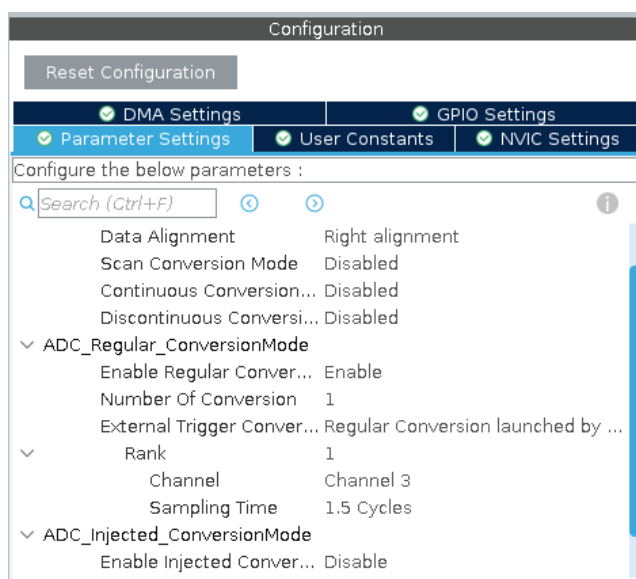 Configuration
Reset Configuration
DMA Settings GPIO Settings
Parameter Settings User Constants NVIC Settings
Configure the below parameters :
Search (Ctrl+F)
Data Alignment Right alignment
Scan Conversion Mode Disabled
Continuous Conversion... Disabled
Discontinuous Conversi... Disabled
ADC_Regular_ConversionMode
Enable Regular Conver... Enable
Number Of Conversion 1
External Trigger Conver... Regular Conversion launched by ...
Rank 1
Channel Channel 3
Sampling Time 1.5 Cycles
ADC_Injected_ConversionMode
Enable Injected Conver... Disable